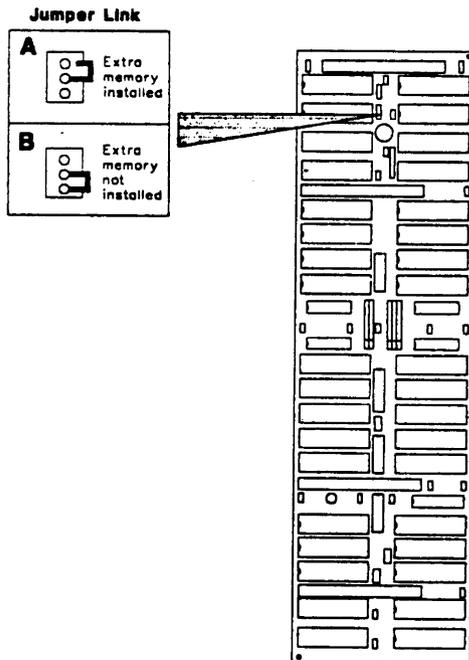 Jumper Link
A
Extra
memory
installed
B
Extra
memory
not
installed